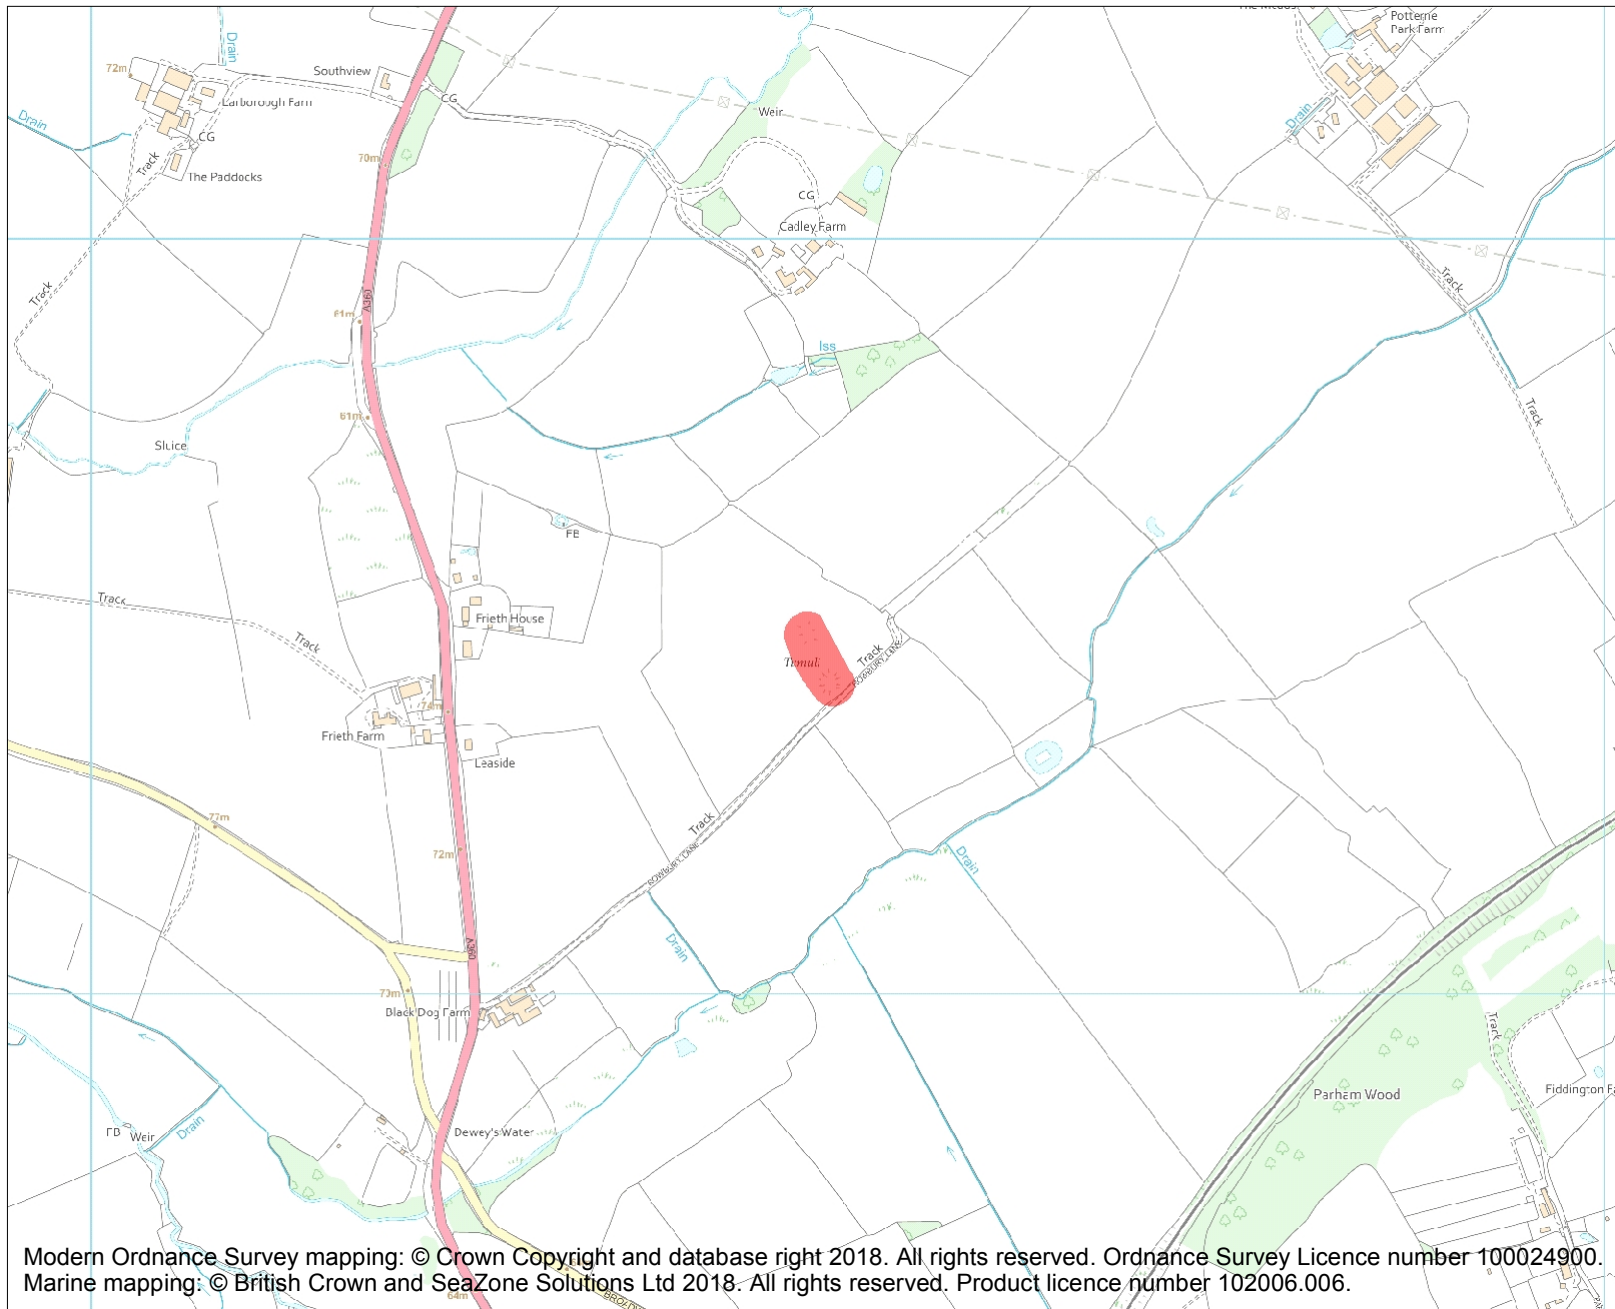 Potterne
Park Farm
Drain
72m
Southview
CG
Drain
CG
Weir
Drain
70m
Track
The Paddocks
CG
Cadley Farm
Track
Track
A360
61m
Iss
61m
Track
Sluice
FB
Track
Frieth House
Track
Track
74m
Frieth Farm
Leaside
77m
Track
72m
Drain
A360
Drain
Black Dog Farm
Track
Parham Wood
FB
Weir
Drain
Dewey's Water
64m
Modern Ordnance Survey mapping: © Crown Copyright and database right 2018. All rights reserved. Ordnance Survey Licence number 100024900.
Marine mapping: © British Crown and SeaZone Solutions Ltd 2018. All rights reserved. Product licence number 102006.006.